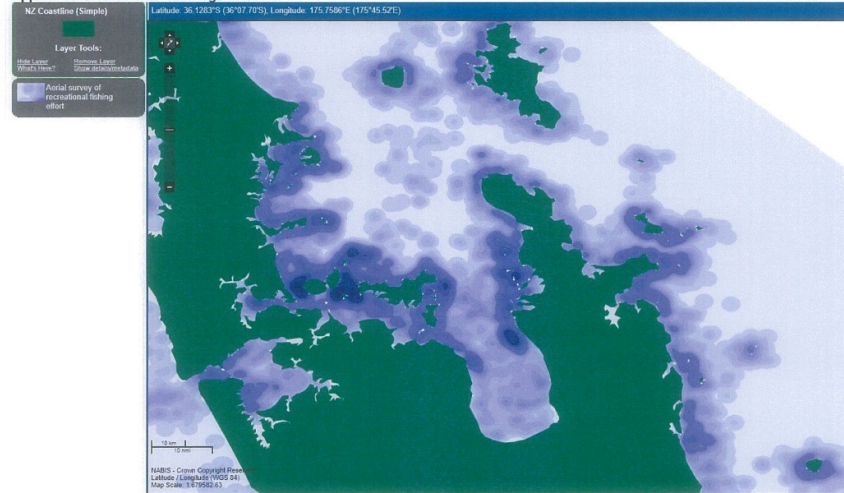 NZ Coastline (Simple)
Layer Tools:
Hide Layer Remove Layer
What's Here? Show details/metadata
Aerial survey of
recreational fishing
effort
Latitude: 36.1283°S (36°07.70'S), Longitude: 175.7586°E (175°45.52'E)
10 km
10 nmi
NABIS - Crown Copyright
Latitude / Longitude (WGS 84)
Map Scale: 1:679582.63